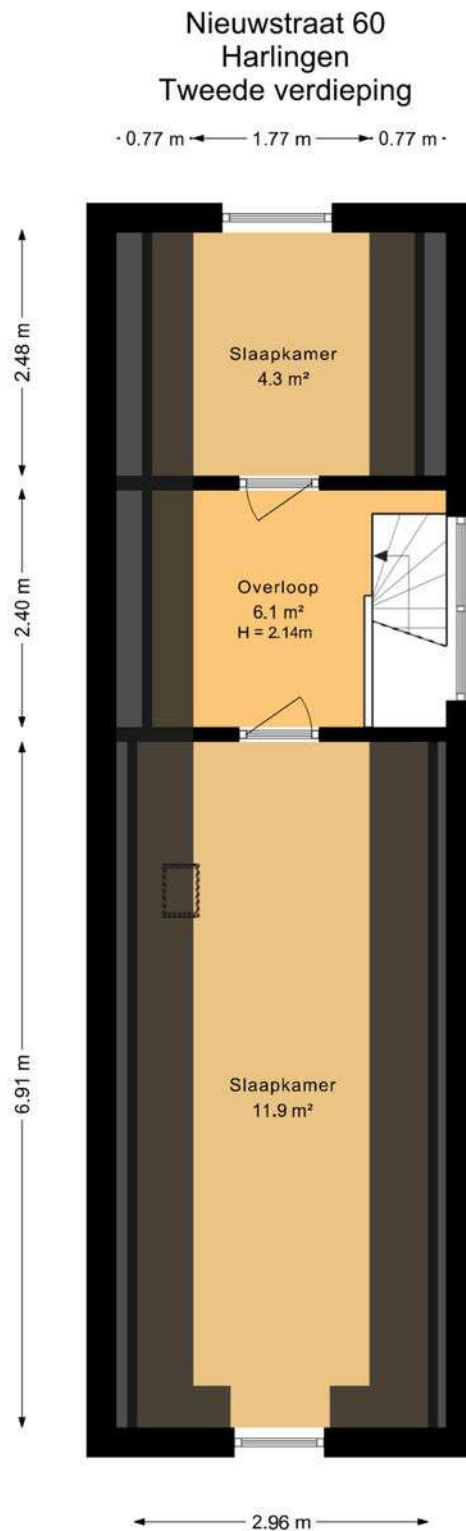 Nieuwstraat 60
Harlingen
Tweede verdieping
0.77 m
1.77 m
0.77 m
2.48 m
Slaapkamer
4.3 m²
2.40 m
Overloop
6.1 m²
H = 2.14m
6.91 m
Slaapkamer
11.9 m²
2.96 m